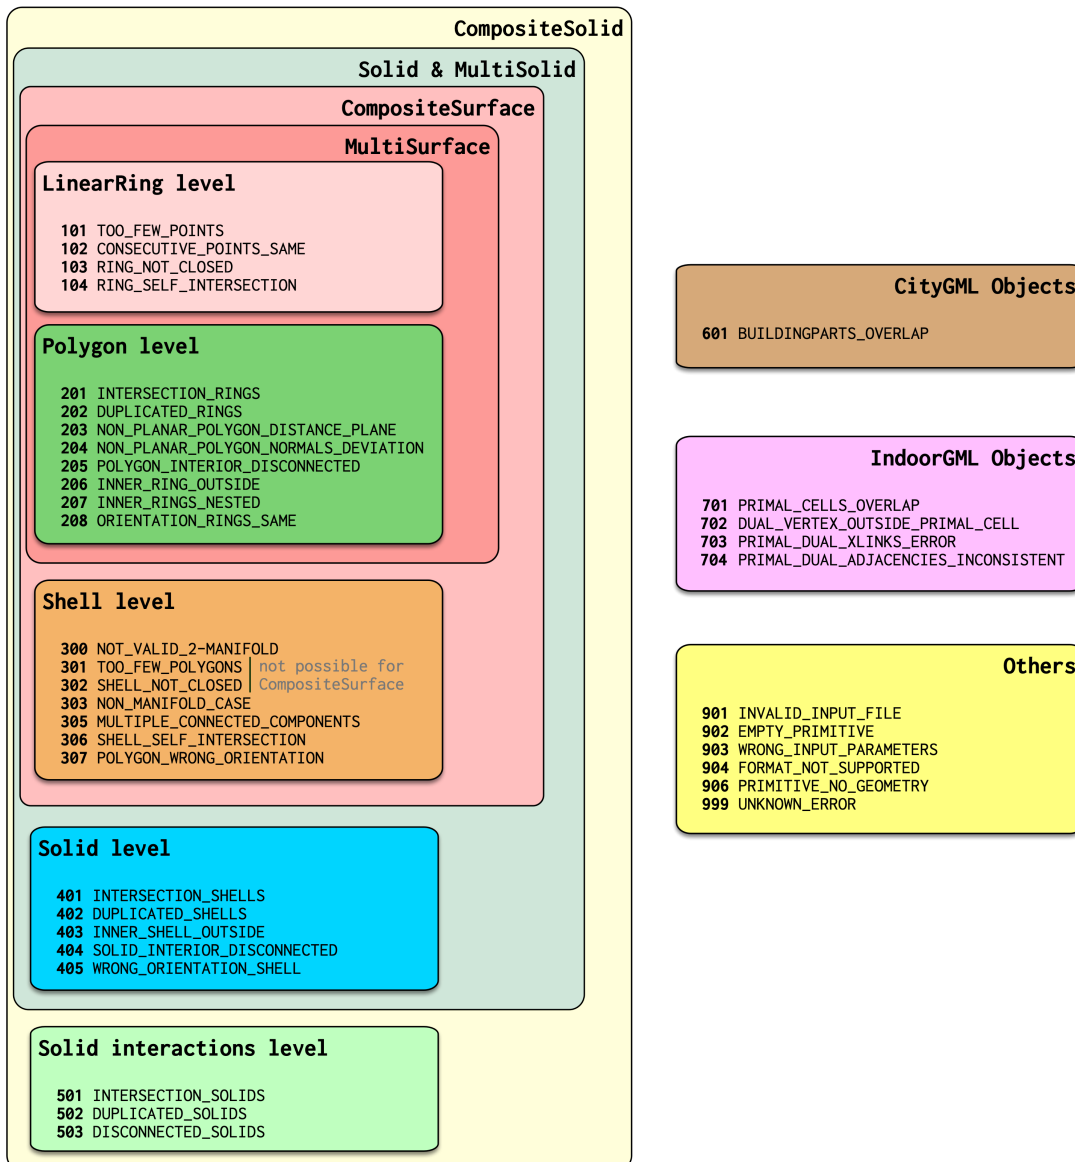 CompositeSolid
Solid & MultiSolid
CompositeSurface
MultiSurface
LinearRing level
101 TOO_FEW_POINTS
102 CONSECUTIVE_POINTS_SAME
103 RING_NOT_CLOSED
104 RING_SELF_INTERSECTION
Polygon level
201 INTERSECTION_RINGS
202 DUPLICATED_RINGS
203 NON_PLANAR_POLYGON_DISTANCE_PLANE
204 NON_PLANAR_POLYGON_NORMALS_DEVIATION
205 POLYGON_INTERIOR_DISCONNECTED
206 INNER_RING_OUTSIDE
207 INNER_RINGS_NESTED
208 ORIENTATION_RINGS_SAME
Shell level
300 NOT_VALID_2-MANIFOLD
301 TOO_FEW_POLYGONS
302 SHELL_NOT_CLOSED
not possible for
CompositeSurface
303 NON_MANIFOLD_CASE
305 MULTIPLE_CONNECTED_COMPONENTS
306 SHELL_SELF_INTERSECTION
307 POLYGON_WRONG_ORIENTATION
Solid level
401 INTERSECTION_SHELLS
402 DUPLICATED_SHELLS
403 INNER_SHELL_OUTSIDE
404 SOLID_INTERIOR_DISCONNECTED
405 WRONG_ORIENTATION_SHELL
Solid interactions level
501 INTERSECTION_SOLIDS
502 DUPLICATED_SOLIDS
503 DISCONNECTED_SOLIDS
CityGML Objects
601 BUILDINGPARTS_OVERLAP
IndoorGML Objects
701 PRIMAL_CELLS_OVERLAP
702 DUAL_VERTEX_OUTSIDE_PRIMAL_CELL
703 PRIMAL_DUAL_XLINKS_ERROR
704 PRIMAL_DUAL_ADJACENCIES_INCONSISTENT
Others
901 INVALID_INPUT_FILE
902 EMPTY_PRIMITIVE
903 WRONG_INPUT_PARAMETERS
904 FORMAT_NOT_SUPPORTED
906 PRIMITIVE_NO_GEOMETRY
999 UNKNOWN_ERROR